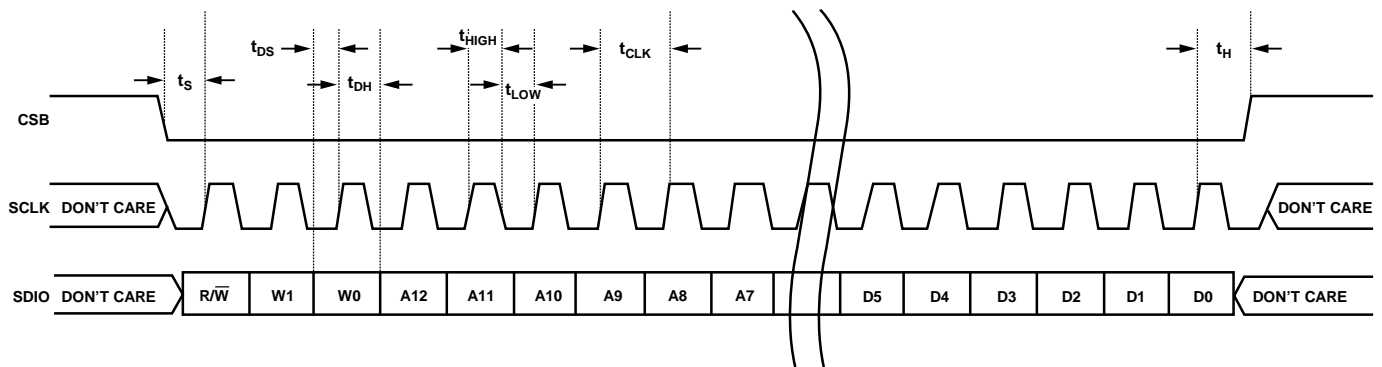 tDS
tHIGH
tCLK
tH
tS
tDH
tLOW
CSB
SCLK DON'T CARE
DON'T CARE
SDIO DON'T CARE R/W̅ W1 W0 A12 A11 A10 A9 A8 A7 D5 D4 D3 D2 D1 D0 DON'T CARE